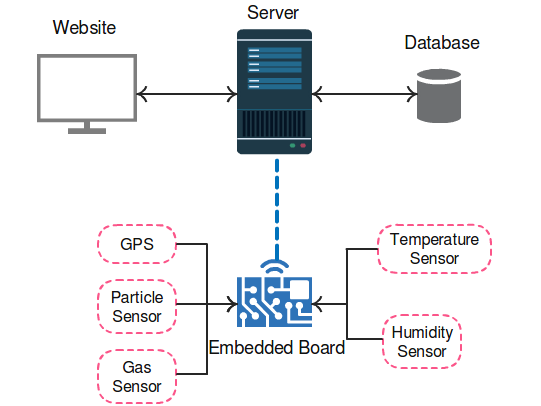 Website
Server
Database
GPS
Particle
Sensor
Gas
Sensor
Embedded Board
Temperature
Sensor
Humidity
Sensor